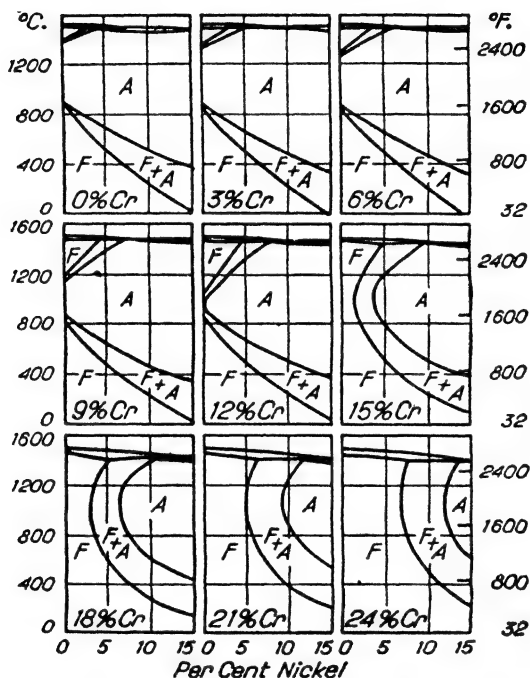 °C. °F.
1200 A A A 2400
800 1600
400 F F+A F F+A F F+A 800
0 0%Cr 3%Cr 6%Cr 32
1600 F F F
1200 A A A 2400
800 1600
400 F F+A F F+A F F+A 800
0 9%Cr 12%Cr 15%Cr 32
1600
1200 A A A 2400
800 F F+A F F+A F F+A 1600
400 800
0 18%Cr 21%Cr 24%Cr 32
0 5 10 15 0 5 10 15 0 5 10 15
Per Cent Nickel